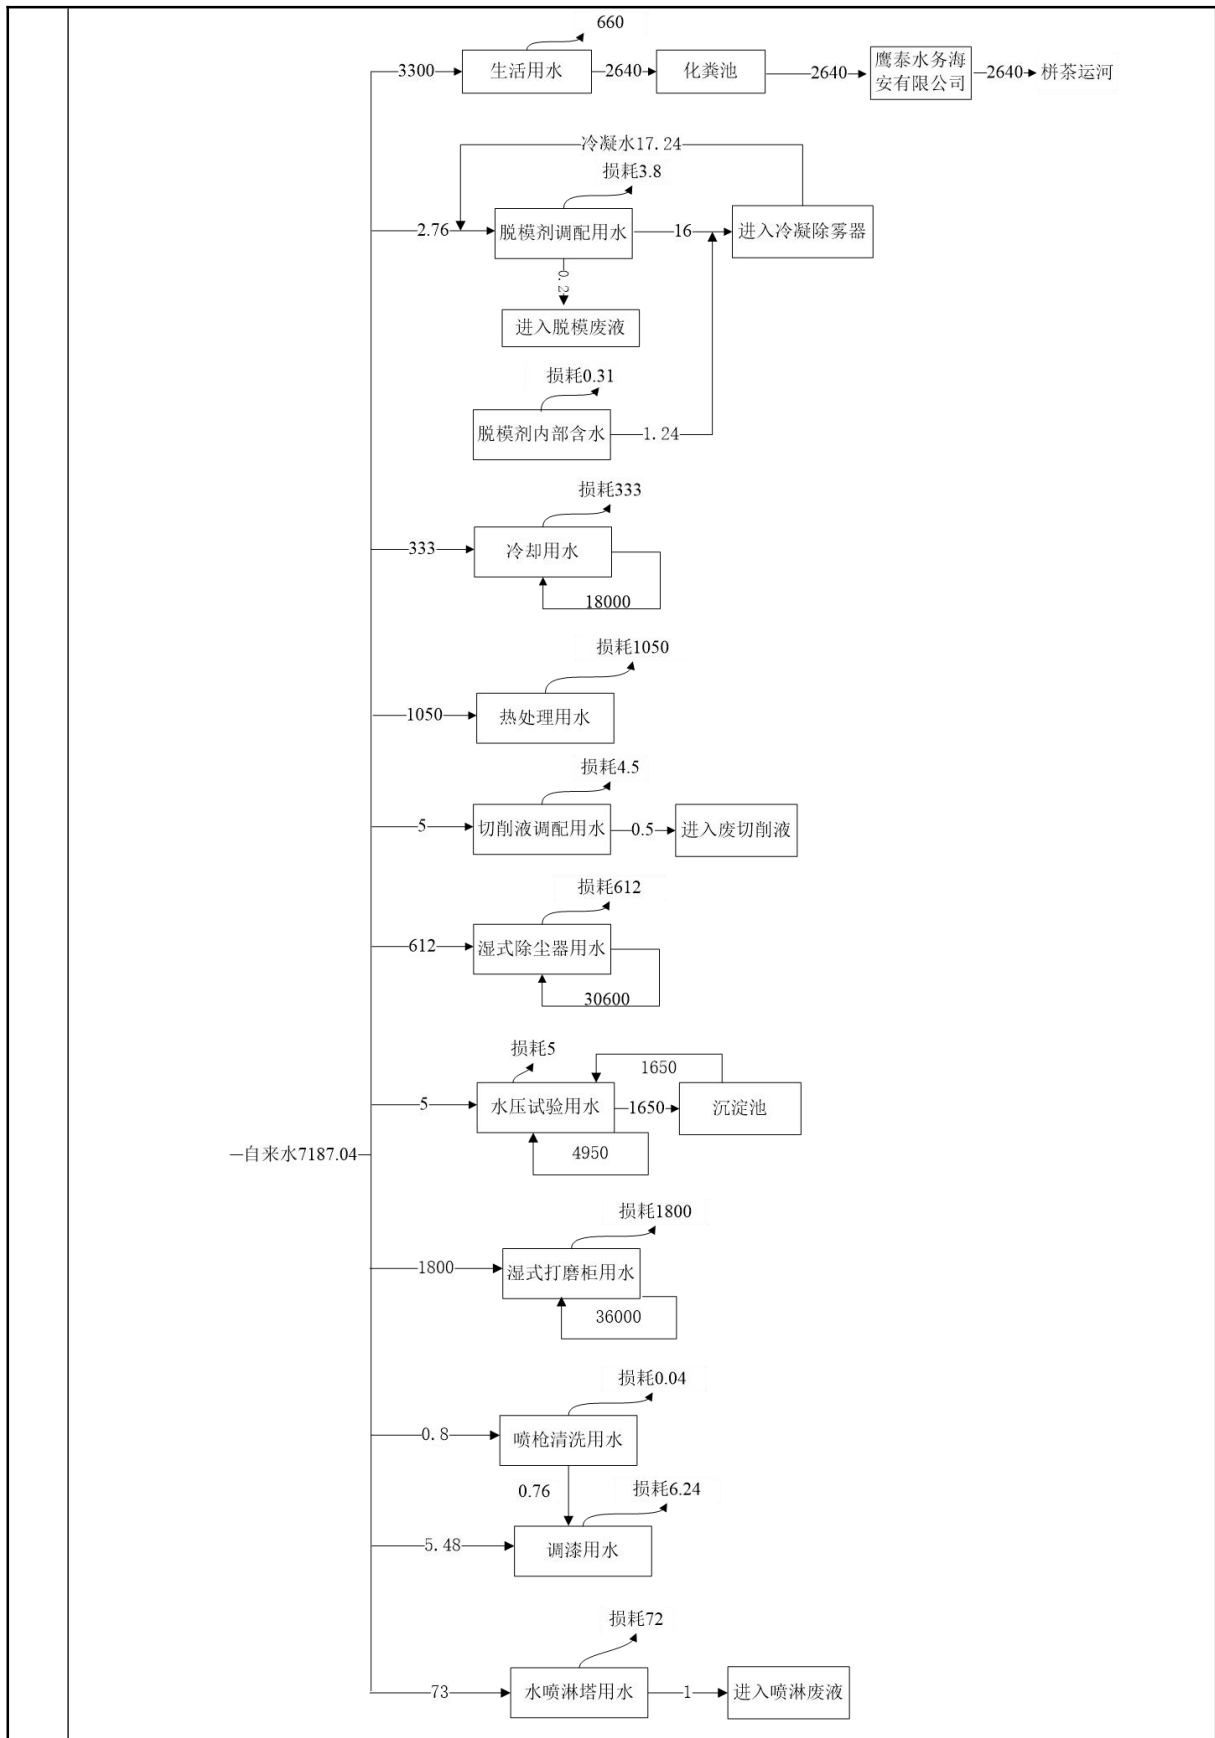 660
3300
生活用水
2640
化粪池
2640
鹰泰水务海
安有限公司
2640
栟茶运河
冷凝水17.24
损耗3.8
2.76
脱模剂调配用水
16
进入冷凝除雾器
0.2
进入脱模废液
损耗0.31
脱模剂内部含水
1.24
损耗333
333
冷却用水
18000
损耗1050
1050
热处理用水
损耗4.5
5
切削液调配用水
0.5
进入废切削液
损耗612
612
湿式除尘器用水
30600
损耗5
1650
5
水压试验用水
1650
沉淀池
4950
自来水7187.04
损耗1800
1800
湿式打磨柜用水
36000
损耗0.04
0.8
喷枪清洗用水
0.76
损耗6.24
5.48
调漆用水
损耗72
73
水喷淋塔用水
1
进入喷淋废液